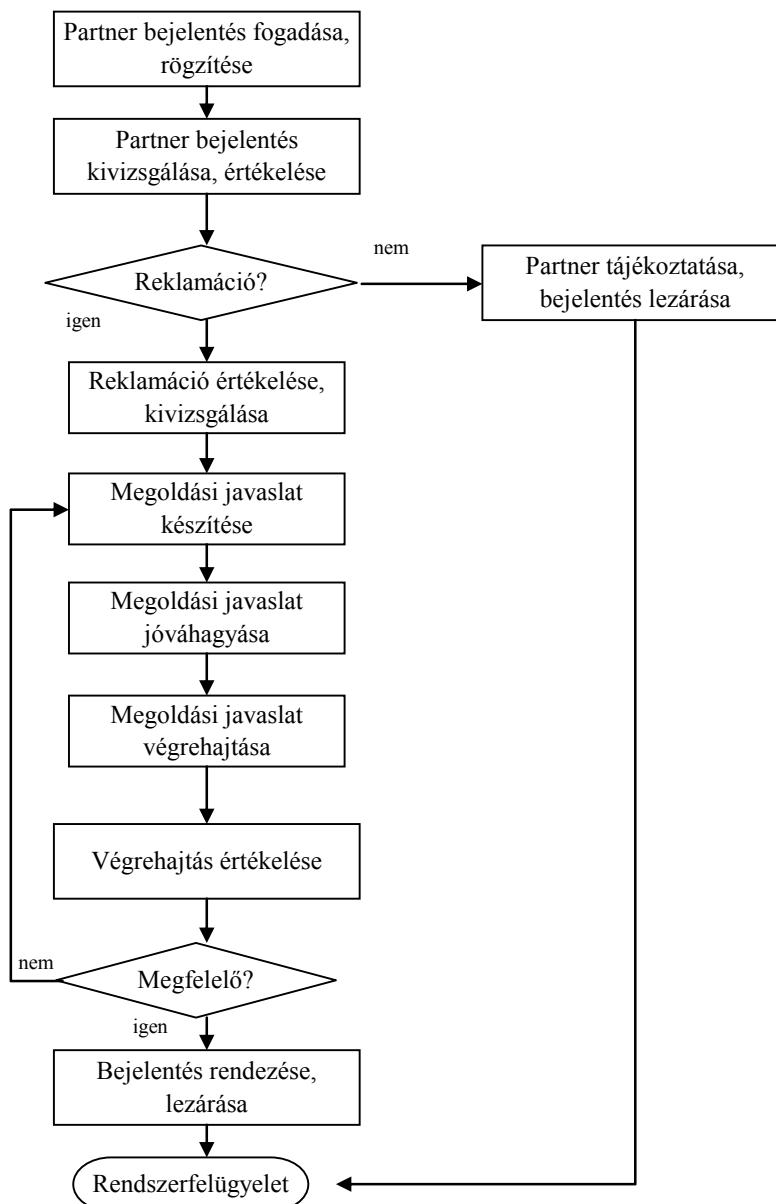 Partner bejelentés fogadása,
rögzítése
Partner bejelentés
kivizsgálása, értékelése
Reklamáció?
nem
Partner tájékoztatása,
bejelentés lezárása
igen
Reklamáció értékelése,
kivizsgálása
Megoldási javaslat
készítése
Megoldási javaslat
jóváhagyása
Megoldási javaslat
végrehajtása
Végrehajtás értékelése
nem
Megfelelő?
igen
Bejelentés rendezése,
lezárása
Rendszerfelügyelet